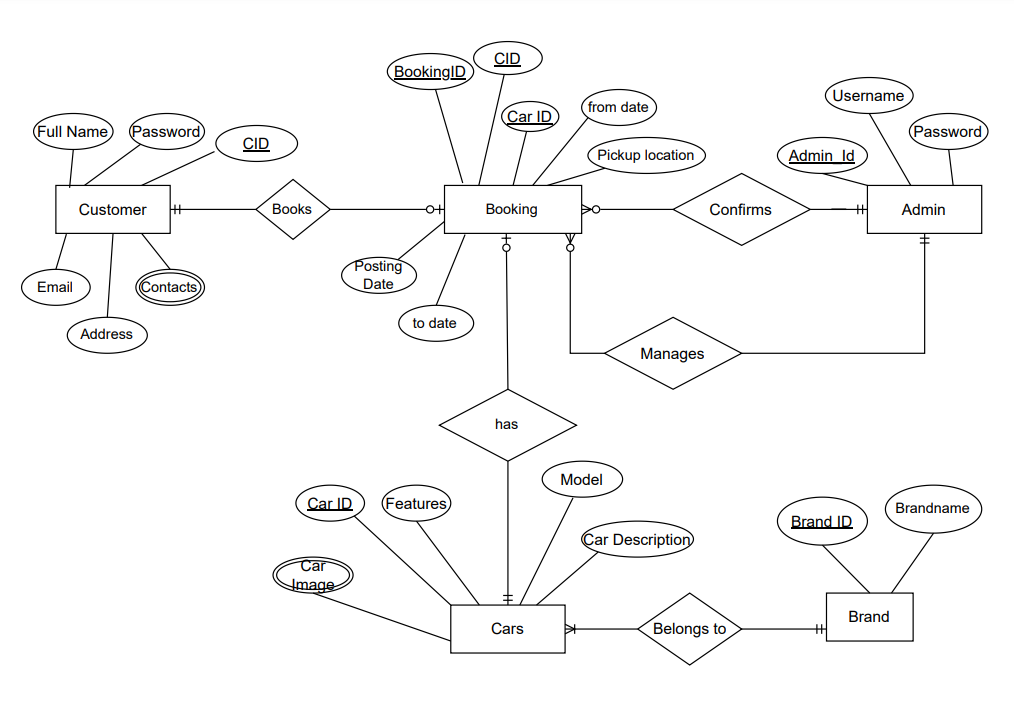 CID
BookingID
Username
from date
Car ID
Full Name
Password
Password
CID
Pickup location
Admin_Id
Customer
Books
Booking
Confirms
Admin
Posting
Date
Email
Contacts
to date
Address
Manages
has
Model
Car ID
Features
Brandname
Brand ID
Car Description
Car
Image
Brand
Cars
Belongs to